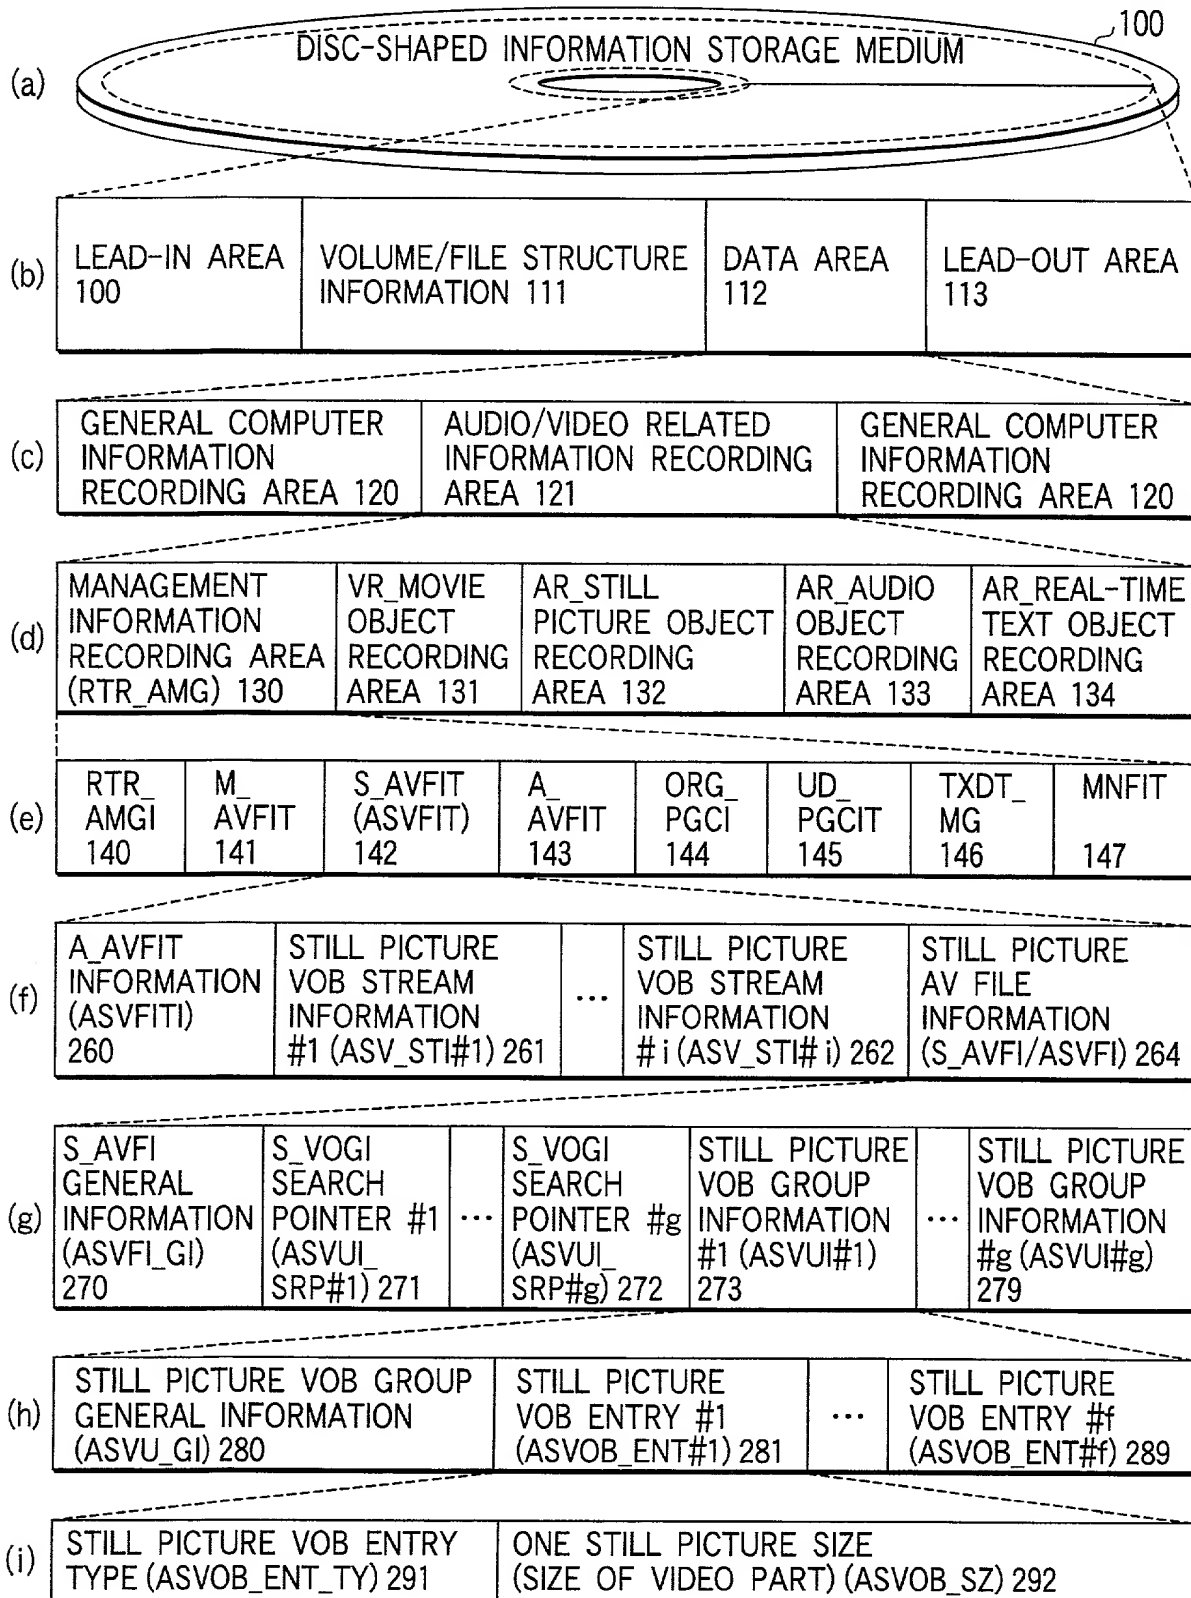 100
DISC-SHAPED INFORMATION STORAGE MEDIUM
(a)
(b)
LEAD-IN AREA
100
VOLUME/FILE STRUCTURE
INFORMATION 111
DATA AREA
112
LEAD-OUT AREA
113
(c)
GENERAL COMPUTER
INFORMATION
RECORDING AREA 120
AUDIO/VIDEO RELATED
INFORMATION RECORDING
AREA 121
GENERAL COMPUTER
INFORMATION
RECORDING AREA 120
(d)
MANAGEMENT
INFORMATION
RECORDING AREA
(RTR_AMG) 130
VR_MOVIE
OBJECT
RECORDING
AREA 131
AR_STILL
PICTURE OBJECT
RECORDING
AREA 132
AR_AUDIO
OBJECT
RECORDING
AREA 133
AR_REAL-TIME
TEXT OBJECT
RECORDING
AREA 134
(e)
RTR_
AMGI
140
M_
AVFIT
141
S_AVFIT
(ASVFIT)
142
A_
AVFIT
143
ORG_
PGCI
144
UD_
PGCIT
145
TXDT_
MG
146
MNFIT
147
(f)
A_AVFIT
INFORMATION
(ASVFITI)
260
STILL PICTURE
VOB STREAM
INFORMATION
#1 (ASV_STI#1) 261
...
STILL PICTURE
VOB STREAM
INFORMATION
#i (ASV_STI#i) 262
STILL PICTURE
AV FILE
INFORMATION
(S_AVFI/ASVFI) 264
(g)
S_AVFI
GENERAL
INFORMATION
(ASVFI_GI)
270
S_VOGI
SEARCH
POINTER #1
(ASVUI_
SRP#1) 271
...
S_VOGI
SEARCH
POINTER #g
(ASVUI_
SRP#g) 272
STILL PICTURE
VOB GROUP
INFORMATION
#1 (ASVUI#1)
273
...
STILL PICTURE
VOB GROUP
INFORMATION
#g (ASVUI#g)
279
(h)
STILL PICTURE VOB GROUP
GENERAL INFORMATION
(ASVU_GI) 280
STILL PICTURE
VOB ENTRY #1
(ASVOB_ENT#1) 281
...
STILL PICTURE
VOB ENTRY #f
(ASVOB_ENT#f) 289
(i)
STILL PICTURE VOB ENTRY
TYPE (ASVOB_ENT_TY) 291
ONE STILL PICTURE SIZE
(SIZE OF VIDEO PART) (ASVOB_SZ) 292